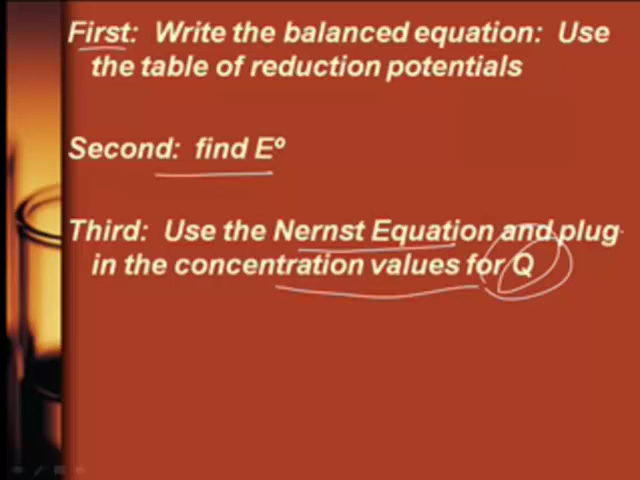 First: Write the balanced equation: Use
the table of reduction potentials
Second: find Eº
Third: Use the Nernst Equation and plug
in the concentration values for Q